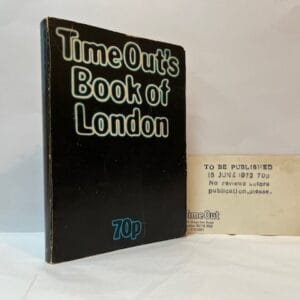 Time Out's
Book of
London
70p
TO BE PUBLISHED
15 JUNE 1972 70p
No reviews before
publication, please.
Time Out